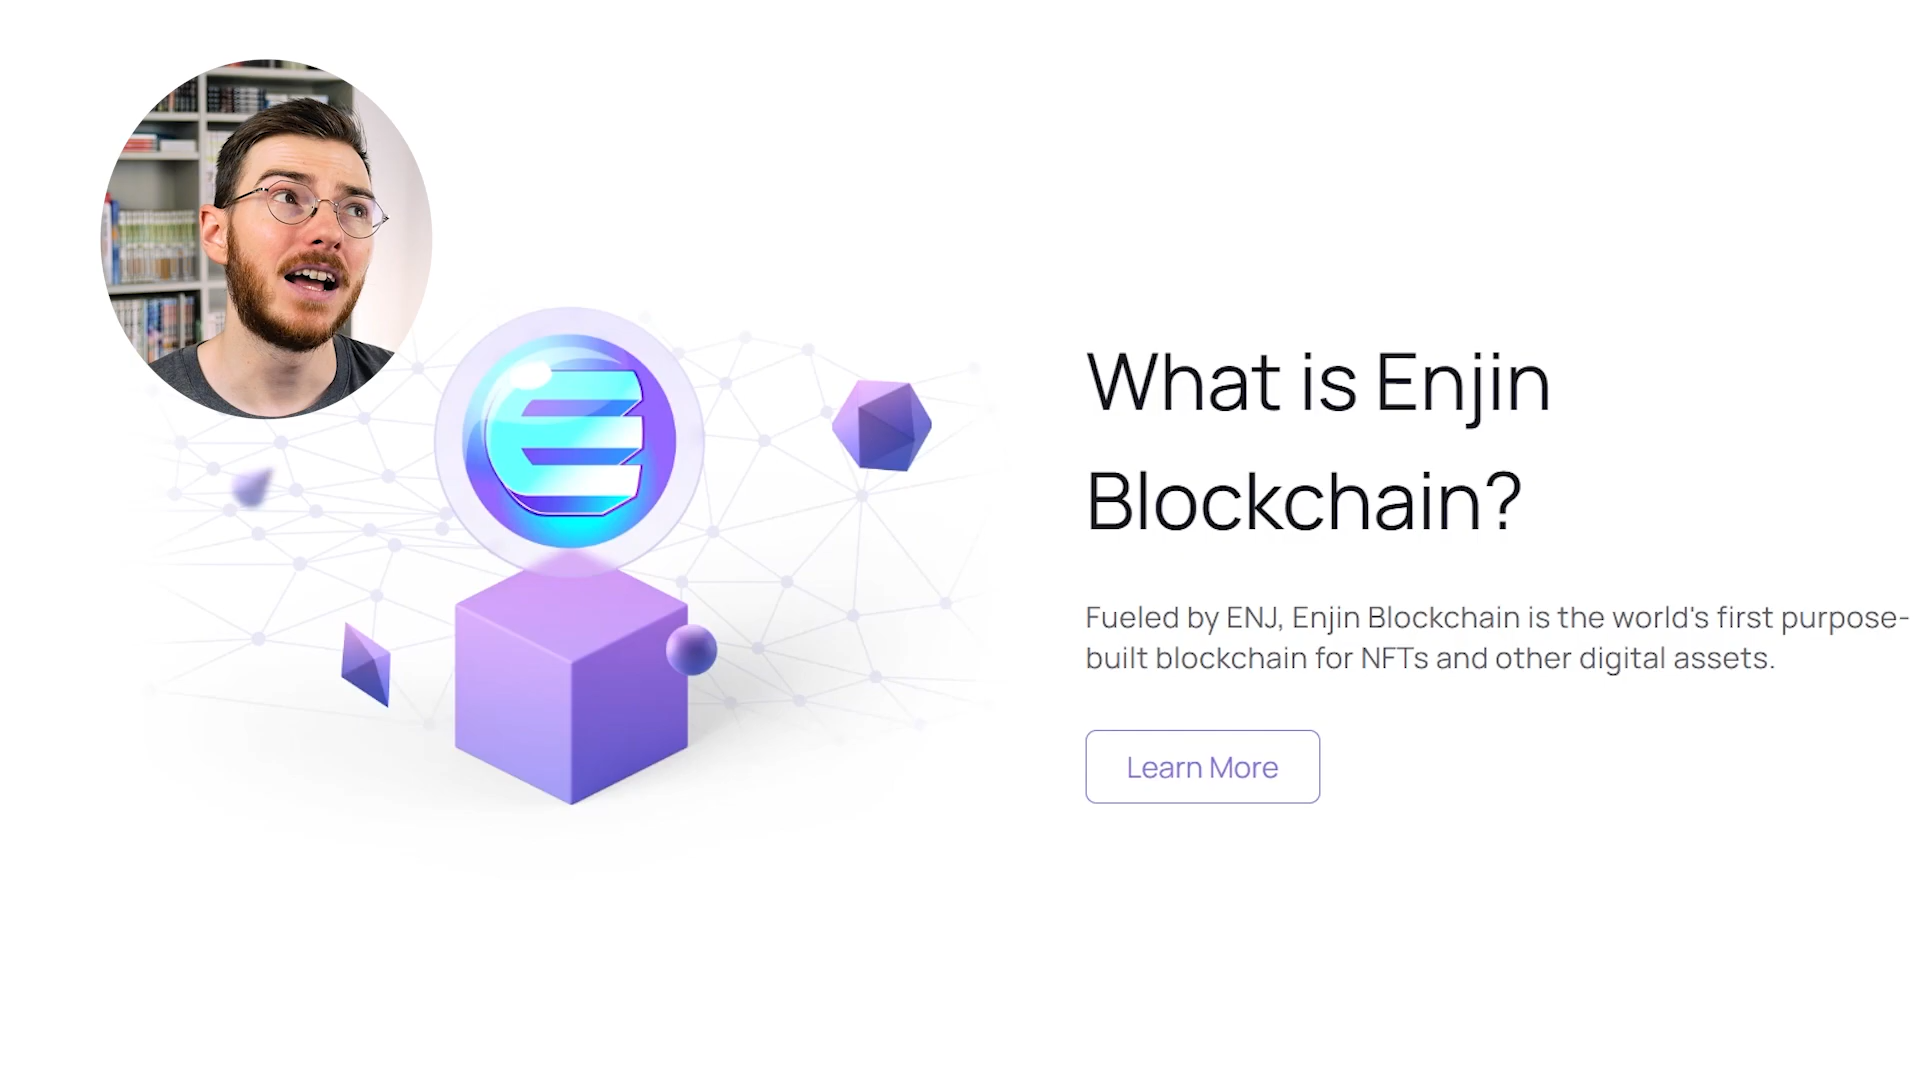 What is Enjin
Blockchain?
Fueled by ENJ, Enjin Blockchain is the world's first purpose-
built blockchain for NFTs and other digital assets.
Learn More